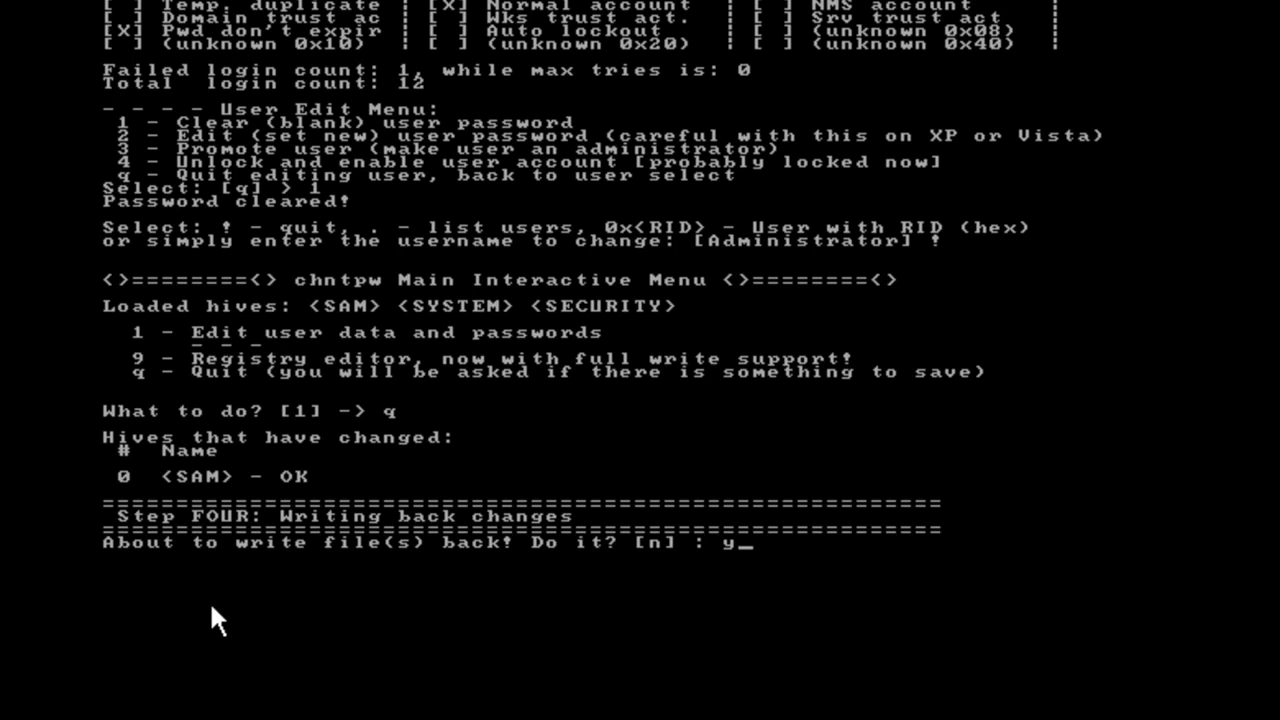 [ ] Temp. duplicate | [X] Normal account | [ ] NMS account |
[ ] Domain trust ac | [ ] Wks trust act. | [ ] Srv trust act |
[X] Pwd don't expir | [ ] Auto lockout | [ ] (unknown 0x08) |
[ ] (unknown 0x10) | [ ] (unknown 0x20) | [ ] (unknown 0x40) |
Failed login count: 1, while max tries is: 0
Total login count: 12
- - - - User Edit Menu:
1 - Clear (blank) user password
2 - Edit (set new) user password (careful with this on XP or Vista)
3 - Promote user (make user an administrator)
4 - Unlock and enable user account [probably locked now]
q - Quit editing user, back to user select
Select: [q] > 1
Password cleared!
Select: ! - quit, . - list users, 0x<RID> - User with RID (hex)
or simply enter the username to change: [Administrator] !
<>========<> chntpw Main Interactive Menu <>========<>
Loaded hives: <SAM> <SYSTEM> <SECURITY>
1 - Edit user data and passwords
- - -
9 - Registry editor, now with full write support!
q - Quit (you will be asked if there is something to save)
What to do? [1] -> q
Hives that have changed:
# Name
0 <SAM> - OK
=========================================================
Step FOUR: Writing back changes
=========================================================
About to write file(s) back! Do it? [n] : y_